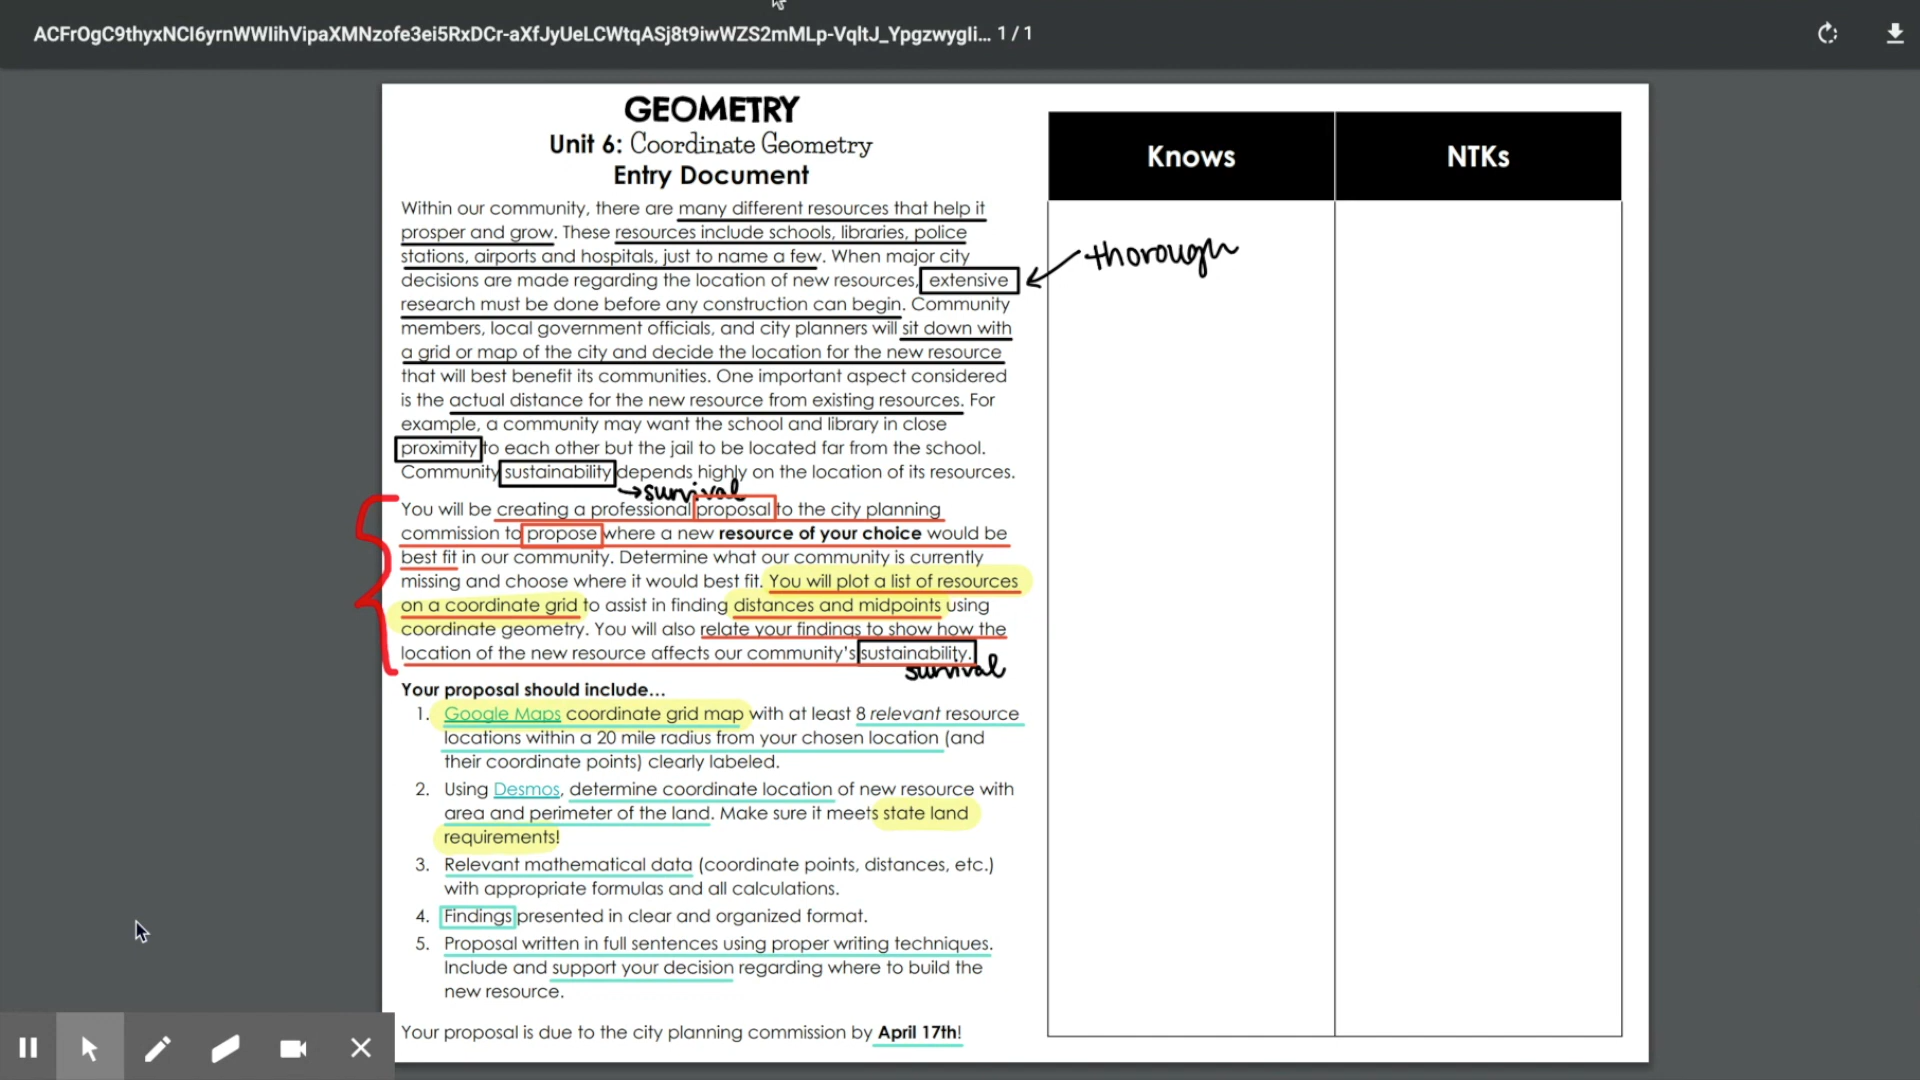 ACFrOgC9thyxNCI6yrnWWIihVipaXMNzofe3ei5RxDCr-aXfJyUeLCWtqASj8t9iwWZS2mMLp-VqltJ_Ypgzwygli... 1 / 1
GEOMETRY
Unit 6: Coordinate Geometry
Entry Document
Within our community, there are many different resources that help it
prosper and grow. These resources include schools, libraries, police
stations, airports and hospitals, just to name a few. When major city
decisions are made regarding the location of new resources, extensive
research must be done before any construction can begin. Community
members, local government officials, and city planners will sit down with
a grid or map of the city and decide the location for the new resource
that will best benefit its communities. One important aspect considered
is the actual distance for the new resource from existing resources. For
example, a community may want the school and library in close
proximity to each other but the jail to be located far from the school.
Community sustainability depends highly on the location of its resources.
→survival
You will be creating a professional proposal to the city planning
commission to propose where a new resource of your choice would be
best fit in our community. Determine what our community is currently
missing and choose where it would best fit. You will plot a list of resources
on a coordinate grid to assist in finding distances and midpoints using
coordinate geometry. You will also relate your findings to show how the
location of the new resource affects our community's sustainability.
survival
Your proposal should include...
1. Google Maps coordinate grid map with at least 8 relevant resource
locations within a 20 mile radius from your chosen location (and
their coordinate points) clearly labeled.
2. Using Desmos, determine coordinate location of new resource with
area and perimeter of the land. Make sure it meets state land
requirements!
3. Relevant mathematical data (coordinate points, distances, etc.)
with appropriate formulas and all calculations.
4. Findings presented in clear and organized format.
5. Proposal written in full sentences using proper writing techniques.
Include and support your decision regarding where to build the
new resource.
Your proposal is due to the city planning commission by April 17th!
Knows
NTKs
thorough